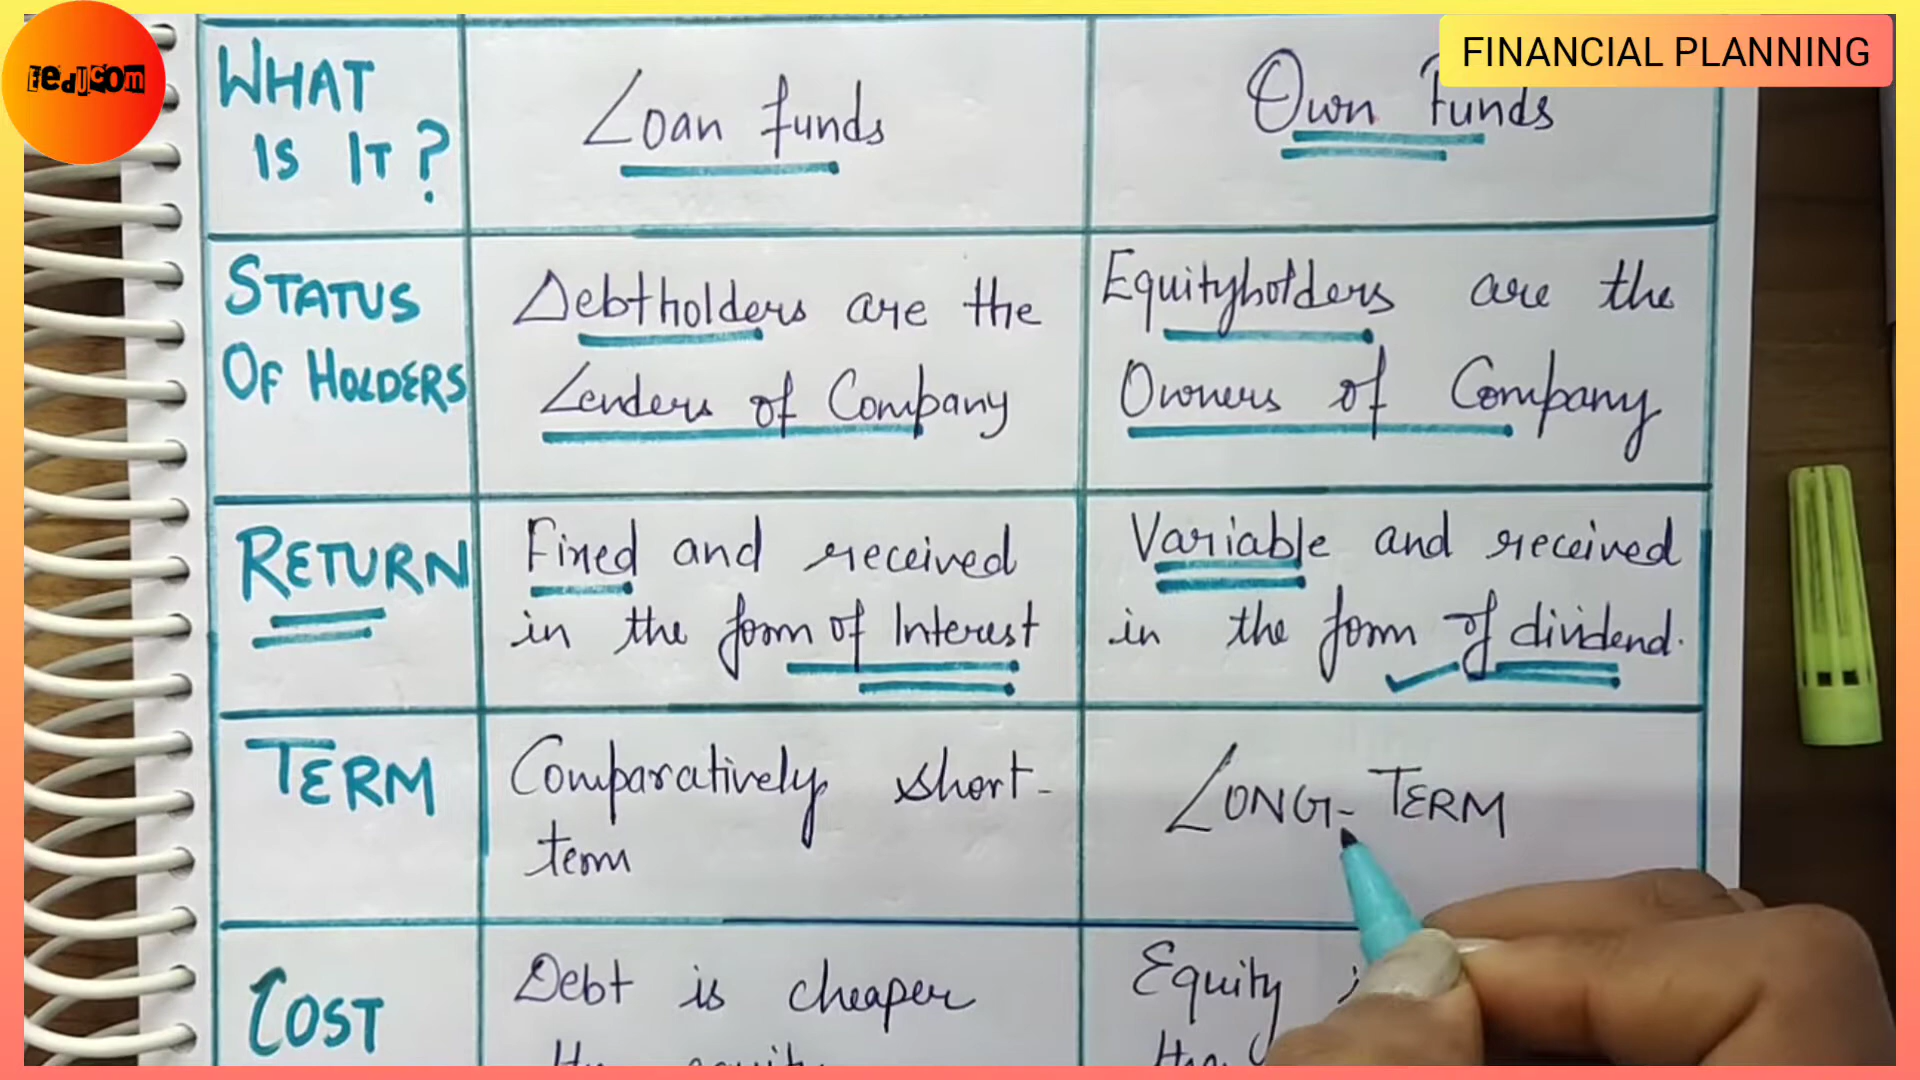 FINANCIAL PLANNING
WHAT
IS IT?
Loan funds
Own Funds
STATUS
OF HOLDERS
Debtholders are the
Lenders of Company
Equityholders are the
Owners of Company
RETURN
Fixed and received
in the form of Interest
Variable and received
in the form of dividend.
TERM
Comparatively short-
term
LONG-TERM
COST
Debt is cheaper
Equity